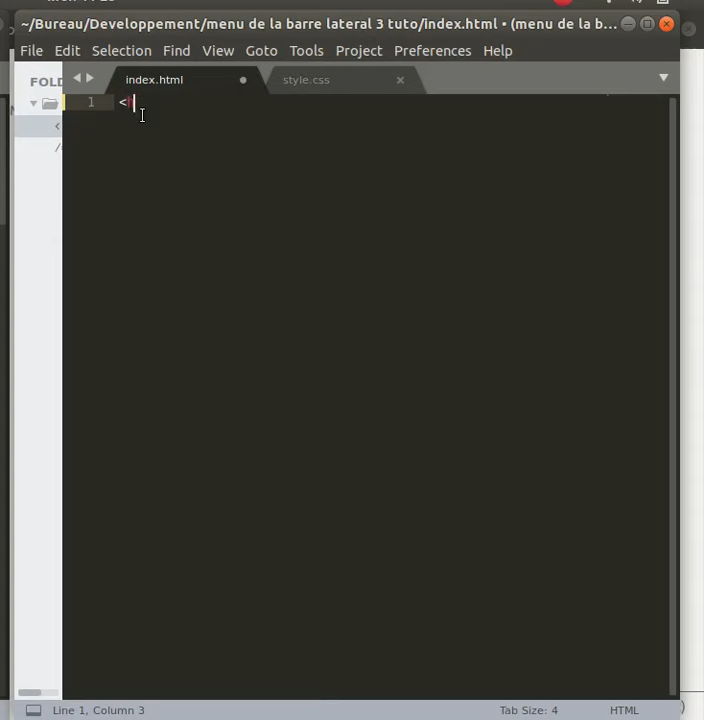 ~/Bureau/Developpement/menu de la barre lateral 3 tuto/index.html • (menu de la b...
File Edit Selection Find View Goto Tools Project Preferences Help
FOLD
index.html
style.css
1 <h
Line 1, Column 3
Tab Size: 4
HTML